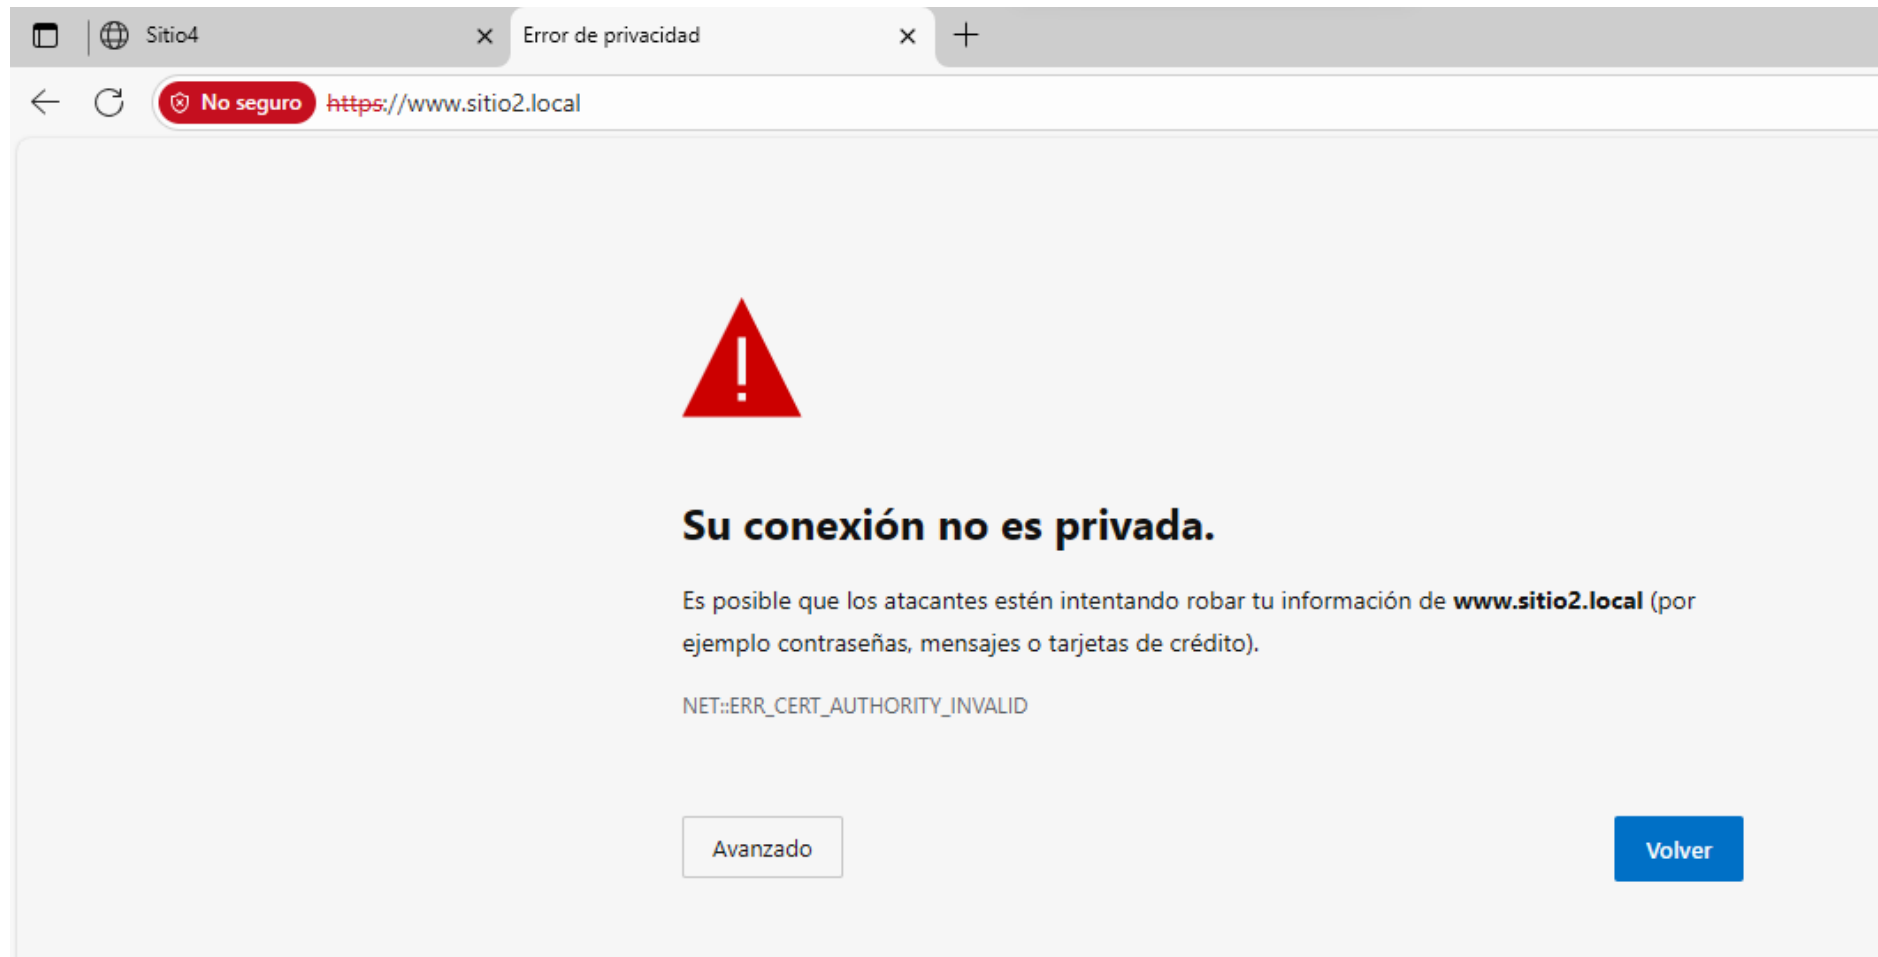 Sitio4
Error de privacidad
No seguro https://www.sitio2.local
Su conexión no es privada.
Es posible que los atacantes estén intentando robar tu información de www.sitio2.local (por
ejemplo contraseñas, mensajes o tarjetas de crédito).
NET::ERR_CERT_AUTHORITY_INVALID
Avanzado
Volver